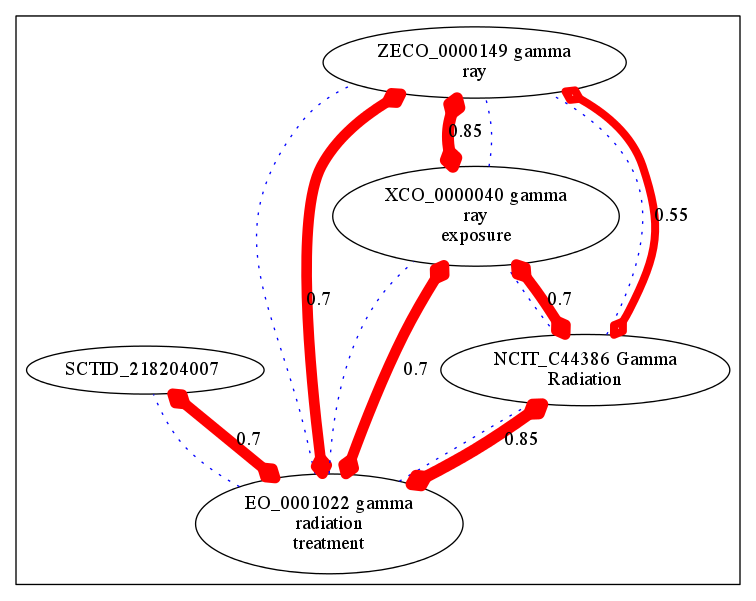 ZECO_0000149 gamma
ray
0.85
XCO_0000040 gamma
ray
exposure
0.55
0.7
0.7
SCTID_218204007
0.7
NCIT_C44386 Gamma
Radiation
0.7
0.85
EO_0001022 gamma
radiation
treatment